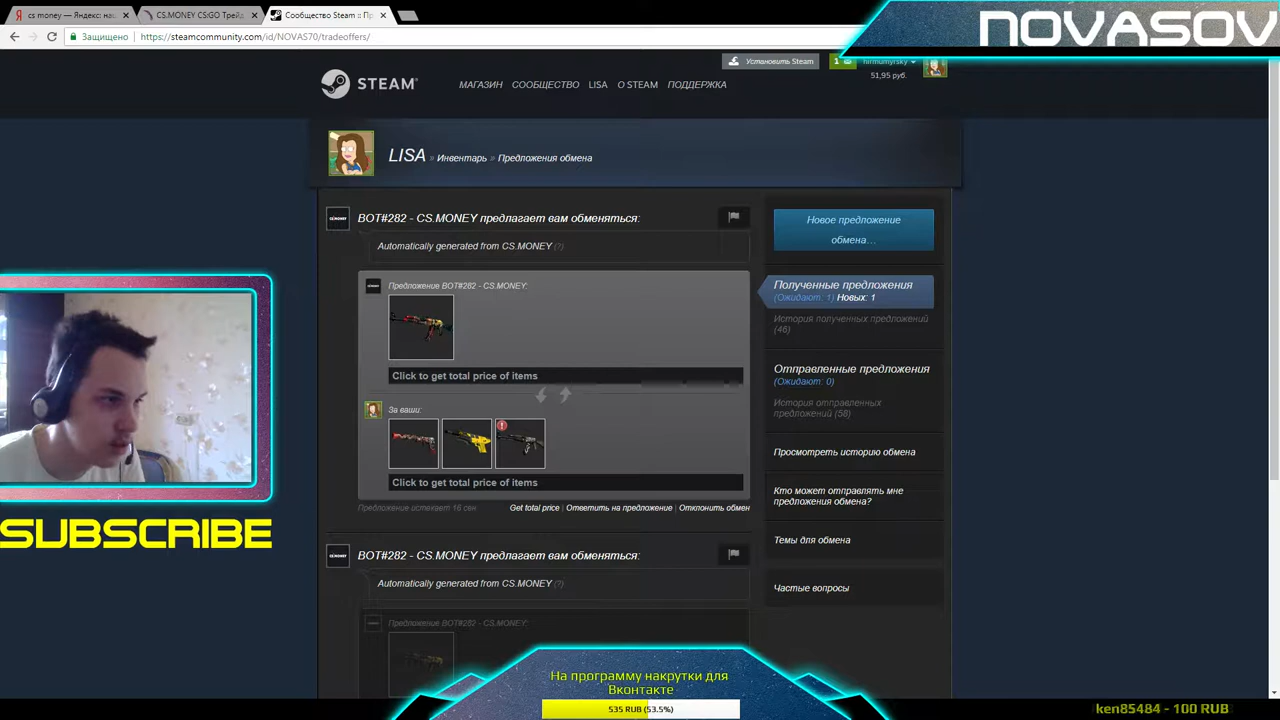 cs money — Яндекс: наш
CS.MONEY CS:GO Трейд
Сообщество Steam :: Пр
Защищено
https://steamcommunity.com/id/NOVAS70/tradeoffers/
NOVASOV
Установить Steam
1
51,95 руб.
STEAM
МАГАЗИН СООБЩЕСТВО LISA О STEAM ПОДДЕРЖКА
LISA » Инвентарь » Предложения обмена
BOT#282 - CS.MONEY предлагает вам обменяться:
Automatically generated from CS.MONEY (?)
Предложение BOT#282 - CS.MONEY:
Click to get total price of items
За ваши:
Click to get total price of items
Предложение истекает 16 сен
Get total price | Ответить на предложение | Отклонить обмен
BOT#282 - CS.MONEY предлагает вам обменяться:
Automatically generated from CS.MONEY (?)
Предложение BOT#282 - CS.MONEY:
Новое предложение
обмена…
Полученные предложения
(Ожидают: 1) Новых: 1
История полученных предложений
(46)
Отправленные предложения
(Ожидают: 0)
История отправленных
предложений (58)
Просмотреть историю обмена
Кто может отправлять мне
предложения обмена?
Темы для обмена
Частые вопросы
SUBSCRIBE
На программу накрутки для
Вконтакте
535 RUB (53.5%)
ken85484 - 100 RUB